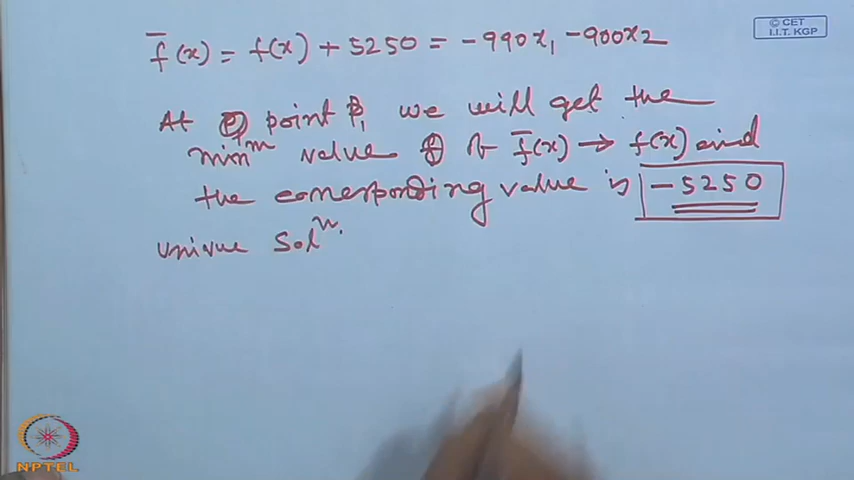 © CET
I.I.T. KGP
f̄(x) = f(x) + 5250 = -990x₁ -900x₂
At point P₁ we will get the
minᵐ value of f̄(x) → f(x) and
the corresponding value is -5250
unique Solⁿ.
NPTEL